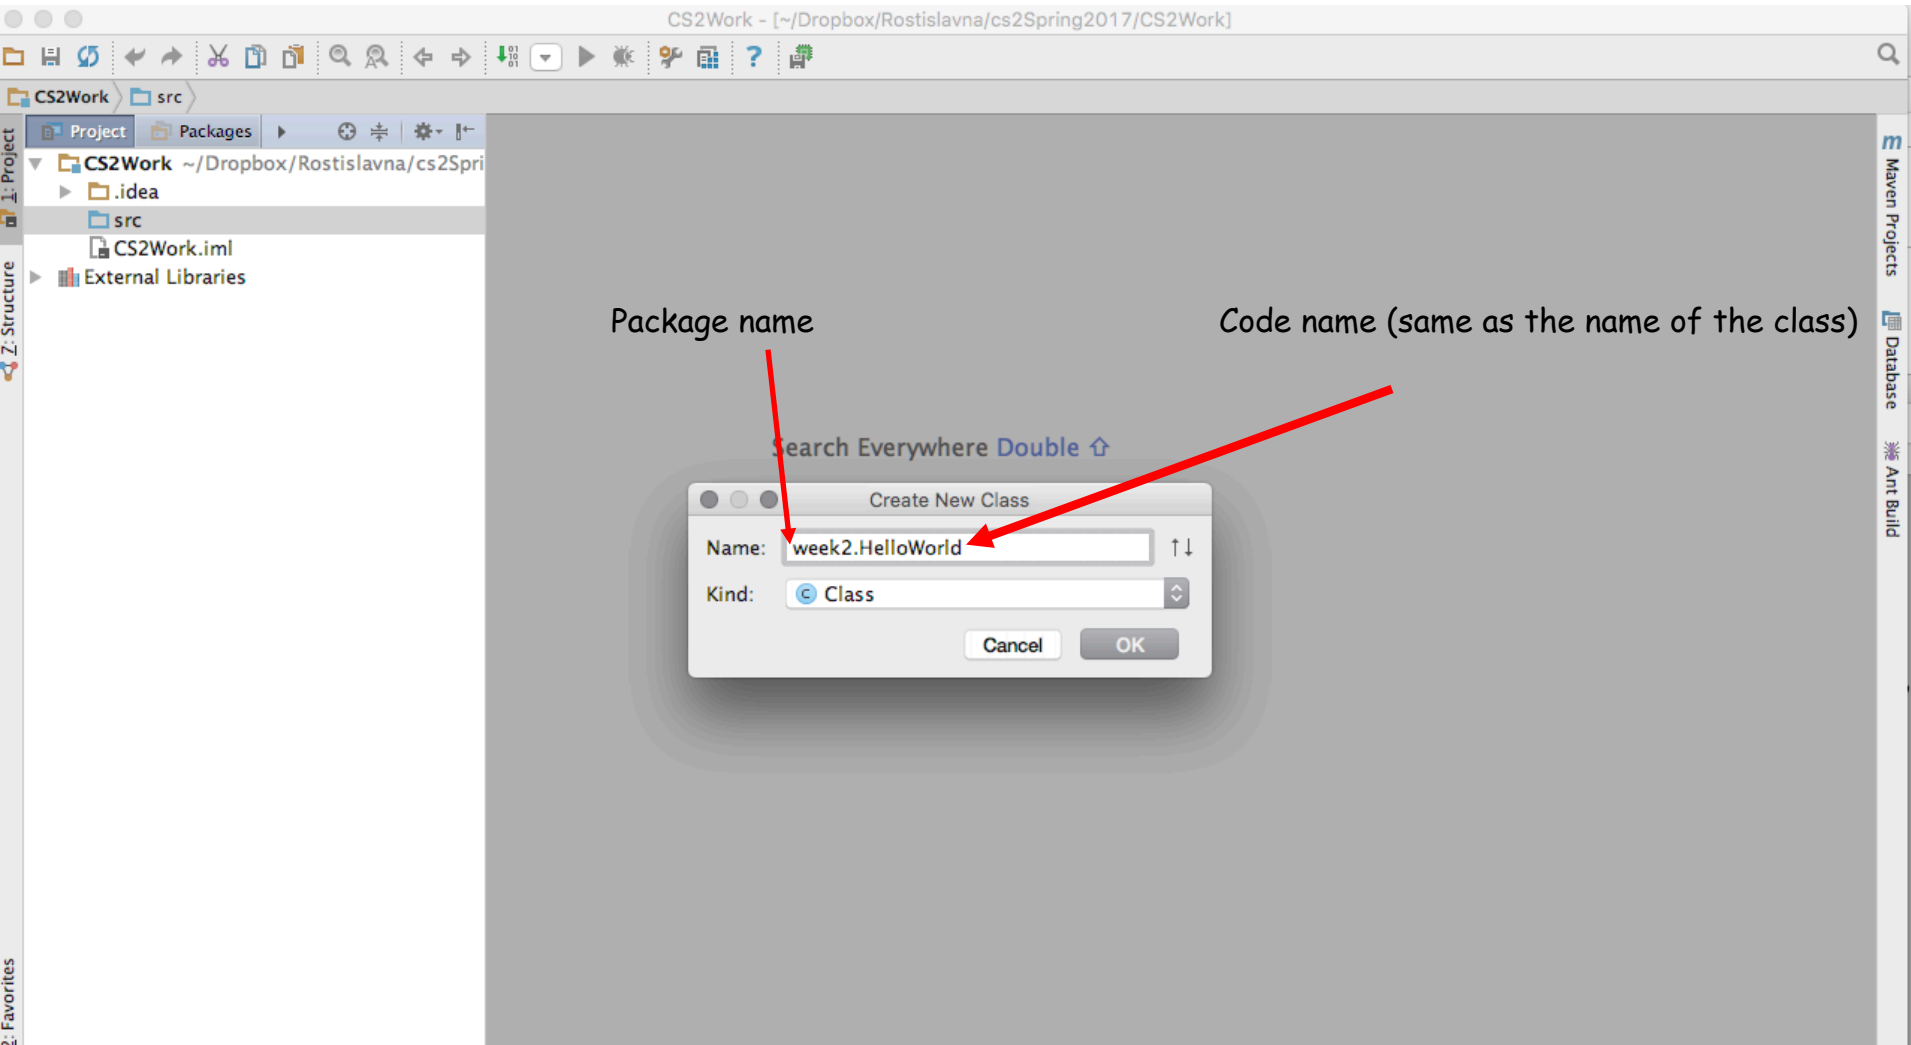 CS2Work - [~/Dropbox/Rostislavna/cs2Spring2017/CS2Work]
CS2Work src
Project Packages
CS2Work ~/Dropbox/Rostislavna/cs2Spri
.idea
src
CS2Work.iml
External Libraries
1: Project
7: Structure
2: Favorites
Package name
Code name (same as the name of the class)
Search Everywhere Double ⇧
Create New Class
Name: week2.HelloWorld
Kind: Class
Cancel OK
Maven Projects
Database
Ant Build